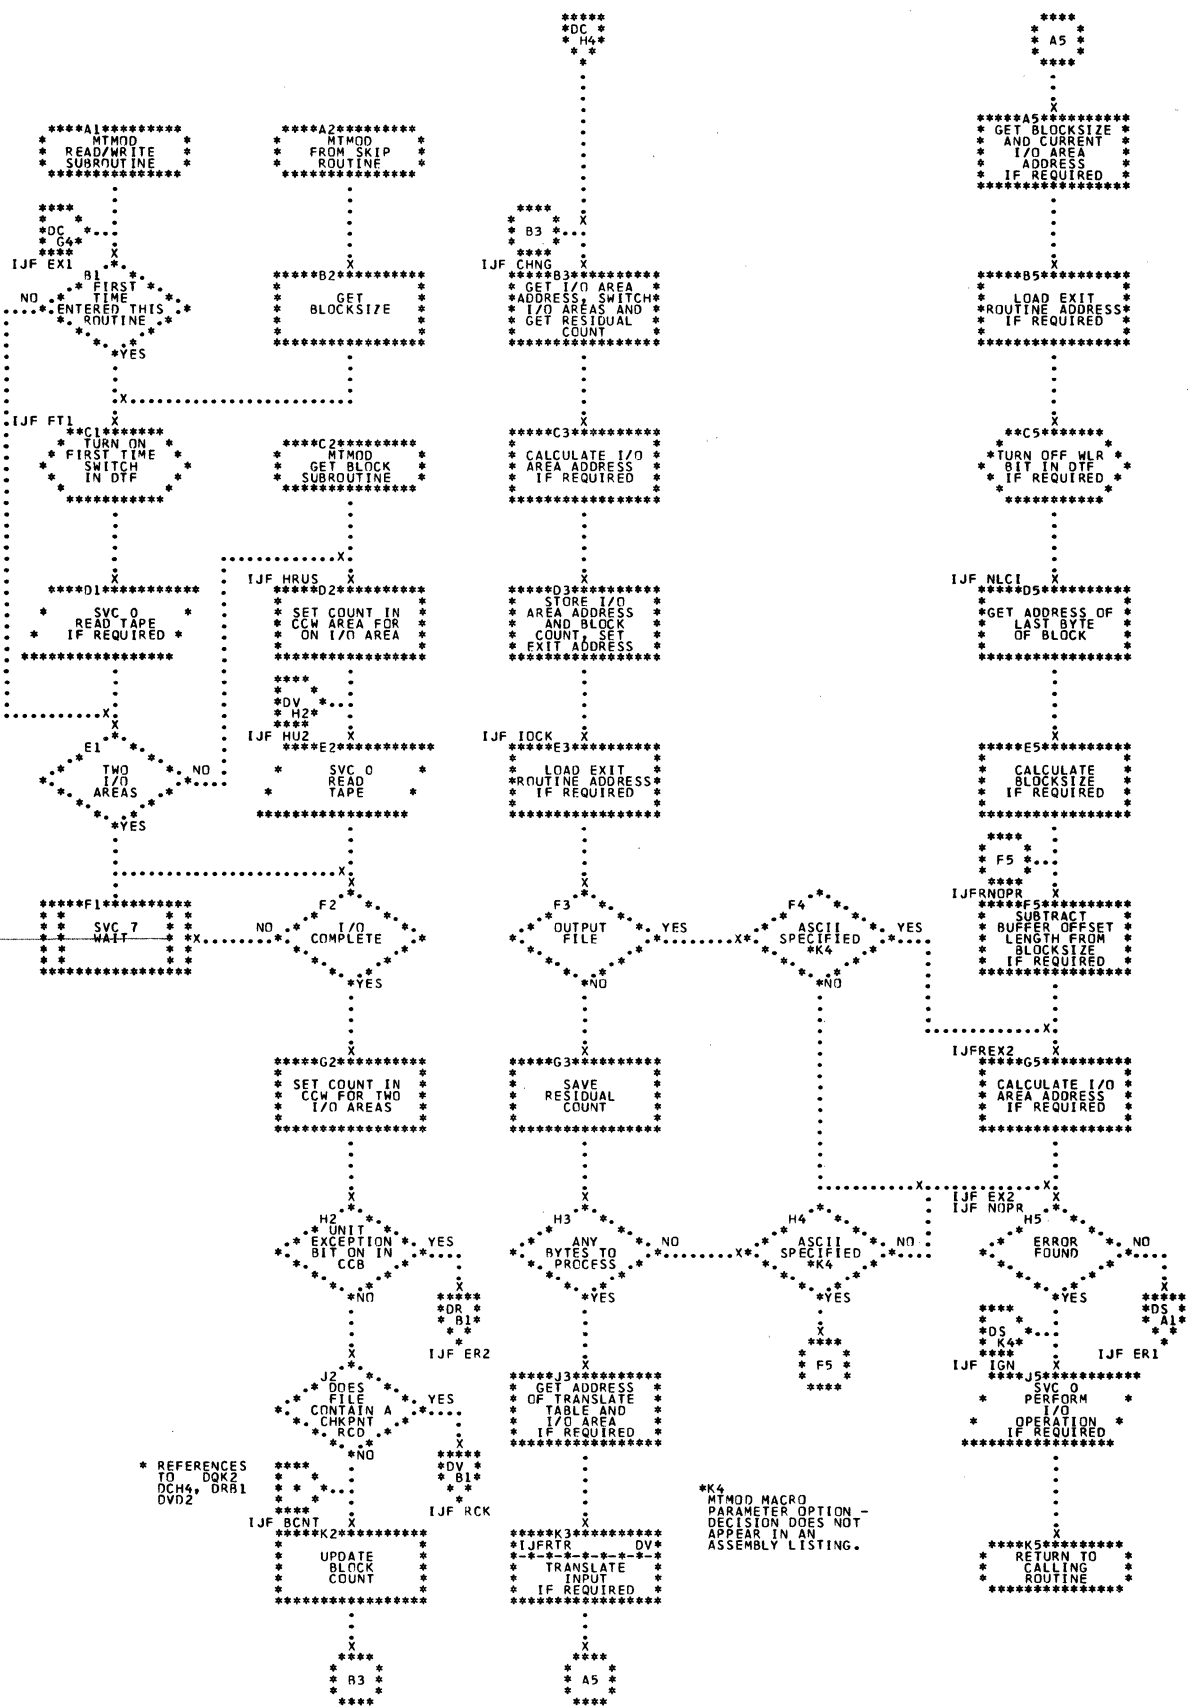 DC
H4
A5
A1
MTMOD
READ/WRITE
SUBROUTINE
A2
MTMOD
FROM SKIP
ROUTINE
A5
GET BLOCKSIZE
AND CURRENT
I/O AREA
ADDRESS
IF REQUIRED
DC
G4
IJF EX1
B1
FIRST
TIME
ENTERED THIS
ROUTINE
NO
YES
B2
GET
BLOCKSIZE
B3
IJF CHNG
B3
GET I/O AREA
ADDRESS, SWITCH
I/O AREAS AND
GET RESIDUAL
COUNT
B5
LOAD EXIT
ROUTINE ADDRESS
IF REQUIRED
IJF FT1
C1
TURN ON
FIRST TIME
SWITCH
IN DTF
C2
MTMOD
GET BLOCK
SUBROUTINE
C3
CALCULATE I/O
AREA ADDRESS
IF REQUIRED
C5
TURN OFF WLR
BIT IN DTF
IF REQUIRED
D1
SVC 0
READ TAPE
IF REQUIRED
IJF HRUS
D2
SET COUNT IN
CCW AREA FOR
ON I/O AREA
D3
STORE I/O
AREA ADDRESS
AND BLOCK
COUNT, SET
EXIT ADDRESS
IJF NLCI
D5
GET ADDRESS OF
LAST BYTE
OF BLOCK
DV
H2
E1
TWO
I/O
AREAS
NO
YES
IJF HU2
E2
SVC 0
READ
TAPE
IJF IOCK
E3
LOAD EXIT
ROUTINE ADDRESS
IF REQUIRED
E5
CALCULATE
BLOCKSIZE
IF REQUIRED
F5
F1
SVC 7
WAIT
F2
I/O
COMPLETE
NO
YES
F3
OUTPUT
FILE
YES
NO
F4
ASCII
SPECIFIED
*K4
YES
NO
IJFRNOPR
F5
SUBTRACT
BUFFER OFFSET
LENGTH FROM
BLOCKSIZE
IF REQUIRED
G2
SET COUNT IN
CCW FOR TWO
I/O AREAS
G3
SAVE
RESIDUAL
COUNT
IJFREX2
G5
CALCULATE I/O
AREA ADDRESS
IF REQUIRED
H2
UNIT
EXCEPTION
BIT ON IN
CCB
YES
NO
DR
B1
IJF ER2
H3
ANY
BYTES TO
PROCESS
NO
YES
H4
ASCII
SPECIFIED
*K4
NO
YES
F5
IJF EX2
IJF NOPR
H5
ERROR
FOUND
NO
YES
DS
A1
IJF ER1
DS
K4
J2
DOES
FILE
CONTAIN A
CHKPNT
RCD
YES
NO
DV
B1
IJF RCK
J3
GET ADDRESS
OF TRANSLATE
TABLE AND
I/O AREA
IF REQUIRED
IJF IGN
J5
SVC 0
PERFORM
I/O
OPERATION
IF REQUIRED
* REFERENCES
TO DQK2
DCH4, DRB1
DVD2
*
IJF BCNT
K2
UPDATE
BLOCK
COUNT
K3
IJFRTR DV
TRANSLATE
INPUT
IF REQUIRED
*K4
MTMOD MACRO
PARAMETER OPTION -
DECISION DOES NOT
APPEAR IN AN
ASSEMBLY LISTING.
K5
RETURN TO
CALLING
ROUTINE
B3
A5